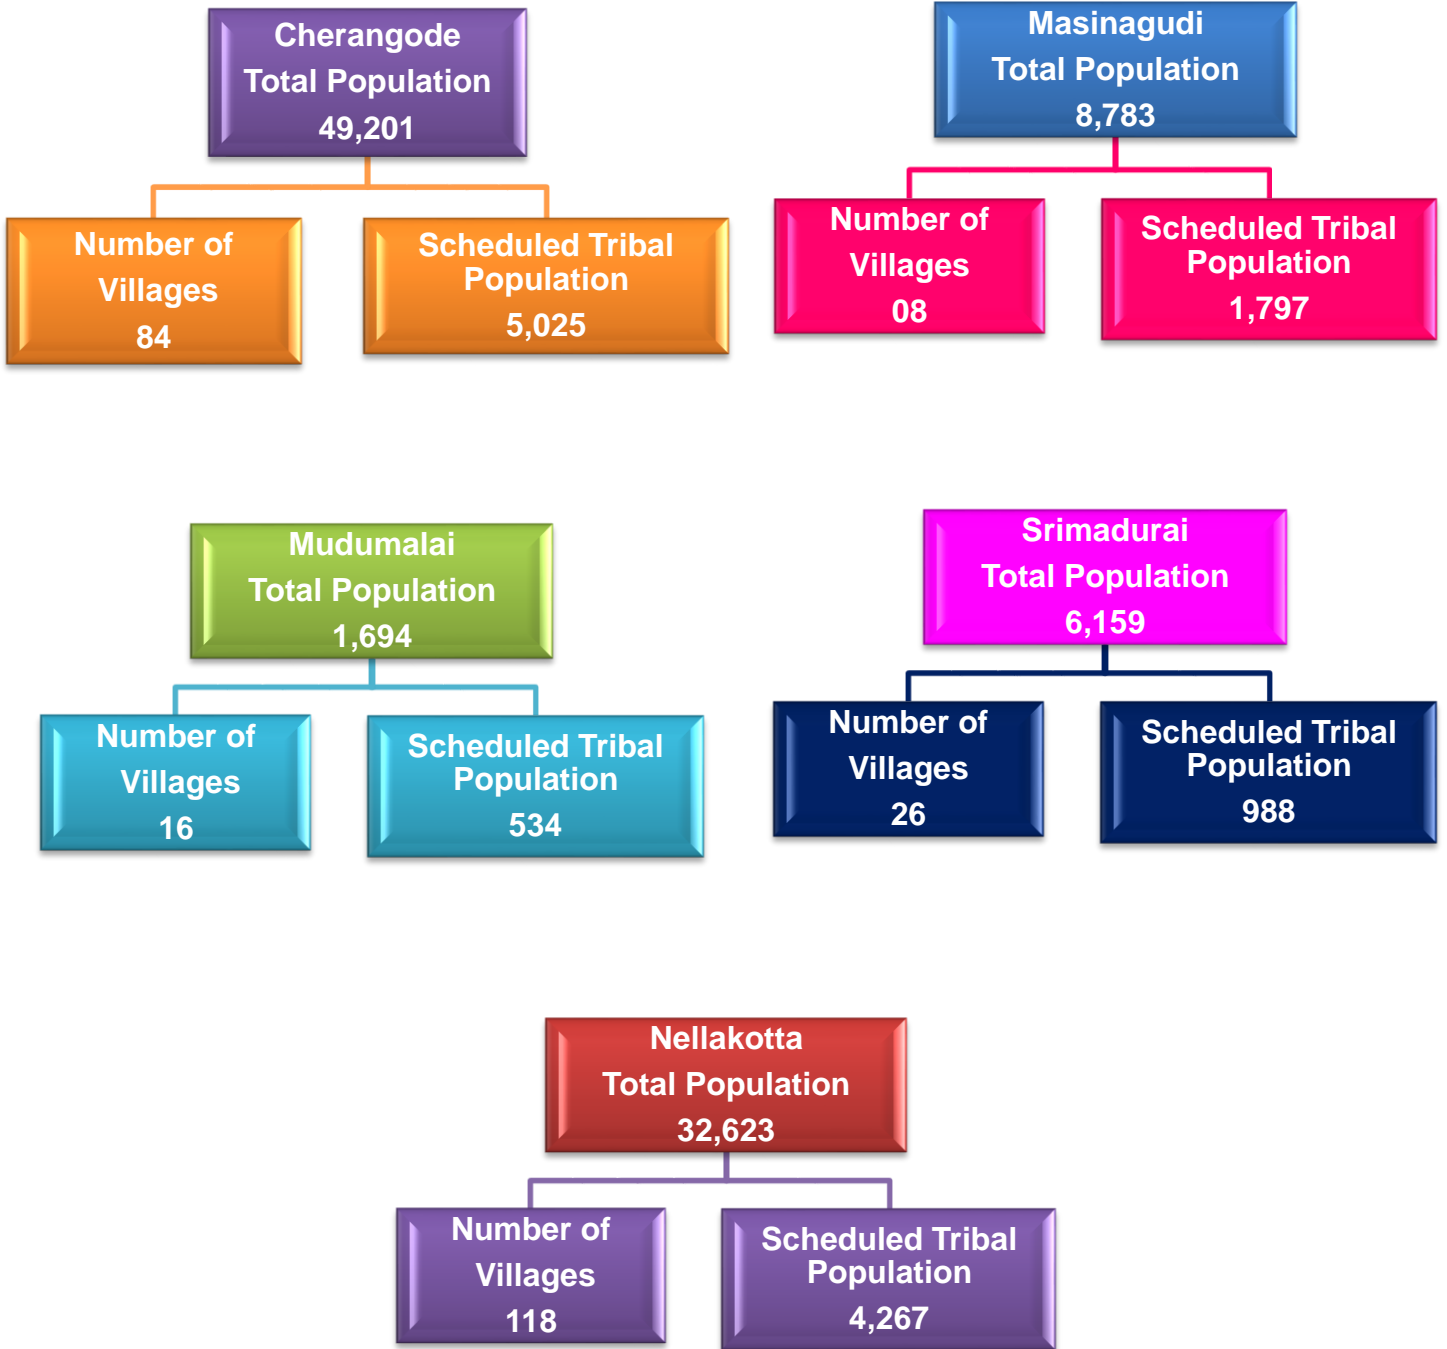 Cherangode
Total Population
49,201
Number of
Villages
84
Scheduled Tribal
Population
5,025
Masinagudi
Total Population
8,783
Number of
Villages
08
Scheduled Tribal
Population
1,797
Mudumalai
Total Population
1,694
Number of
Villages
16
Scheduled Tribal
Population
534
Srimadurai
Total Population
6,159
Number of
Villages
26
Scheduled Tribal
Population
988
Nellakotta
Total Population
32,623
Number of
Villages
118
Scheduled Tribal
Population
4,267